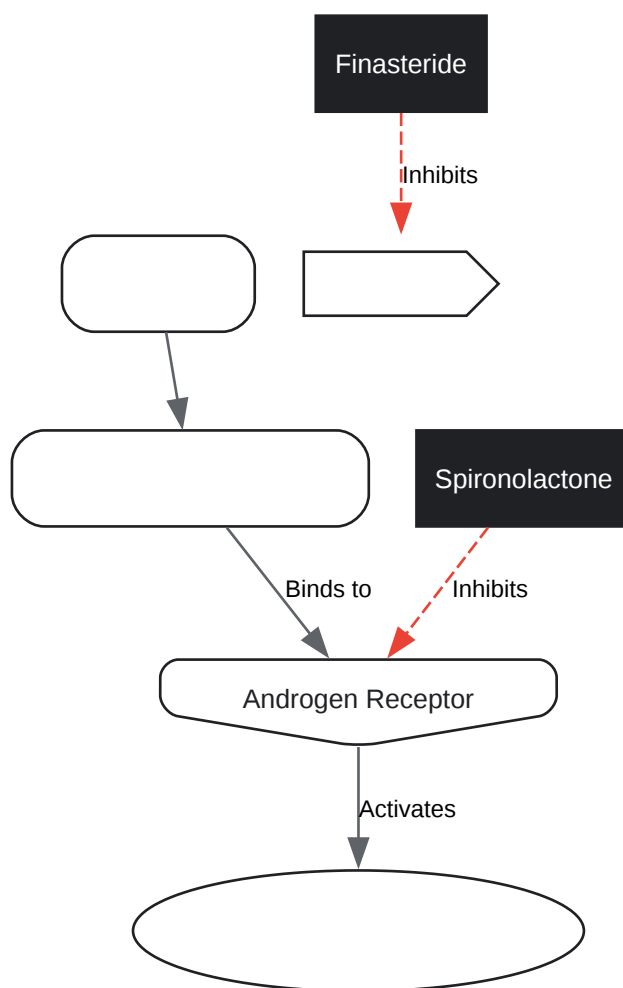 Finasteride
Inhibits
Spironolactone
Binds to
Inhibits
Androgen Receptor
Activates